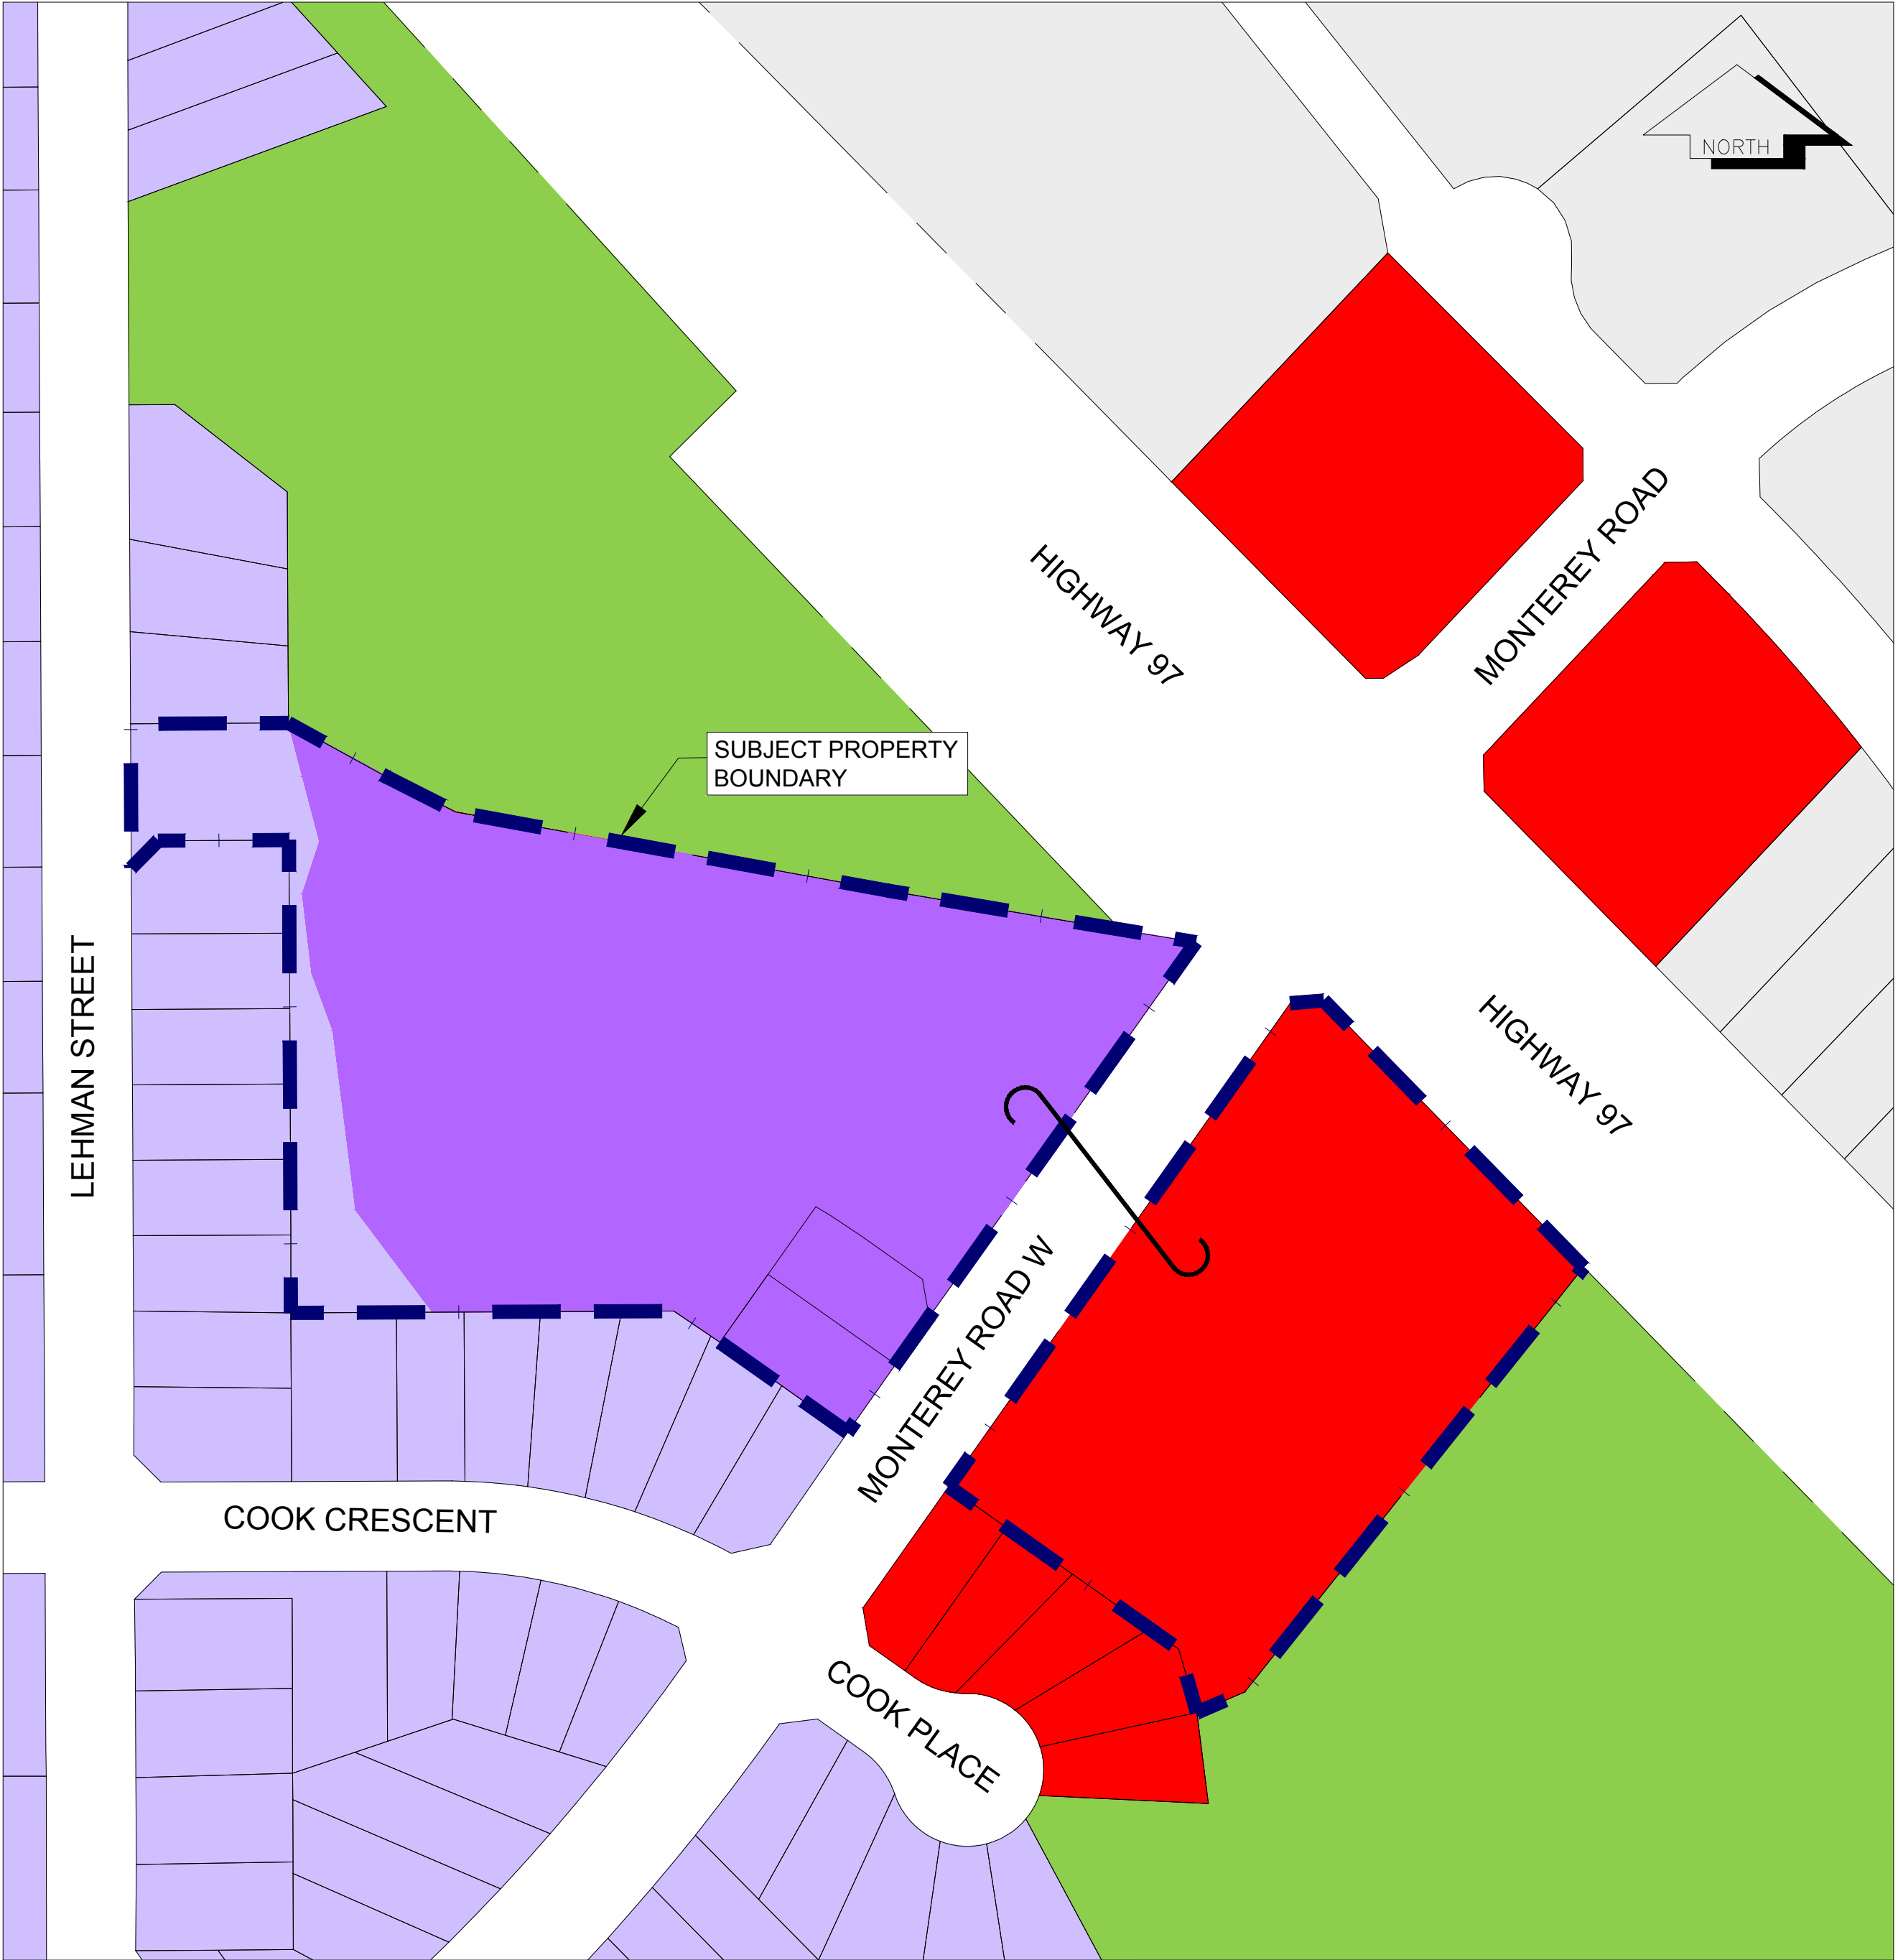 NORTH
HIGHWAY 97
MONTEREY ROAD
SUBJECT PROPERTY
BOUNDARY
LEHMAN STREET
HIGHWAY 97
MONTEREY ROAD W
COOK CRESCENT
COOK PLACE